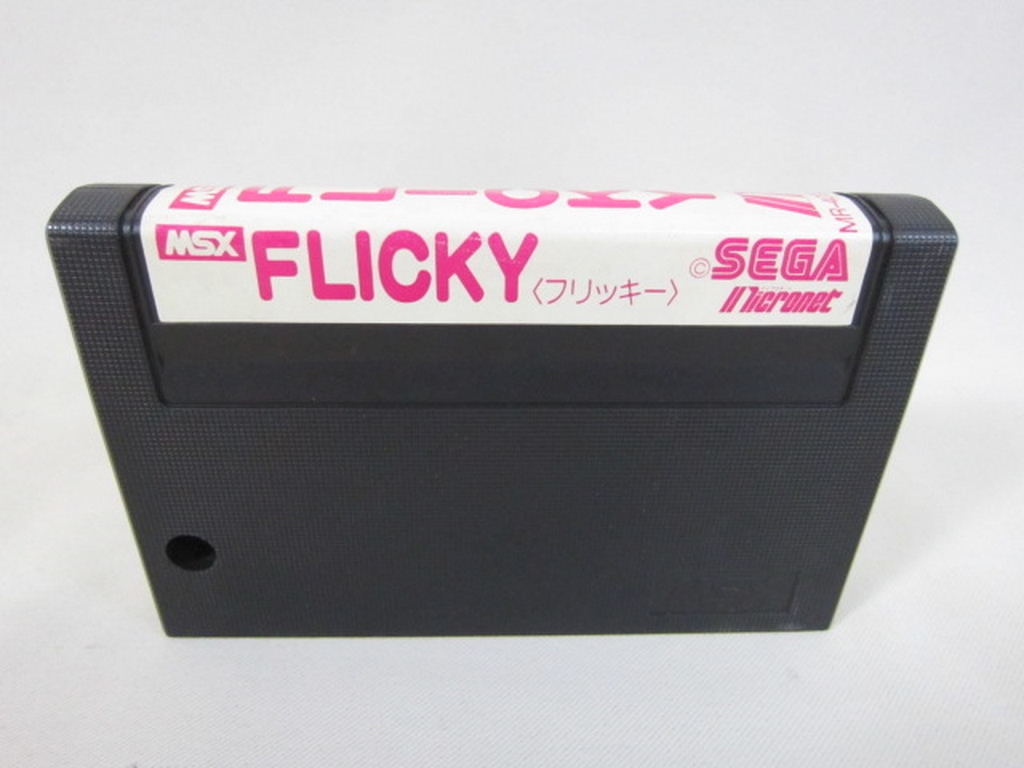 MSX FLICKY <フリッキー> © SEGA
Micronet